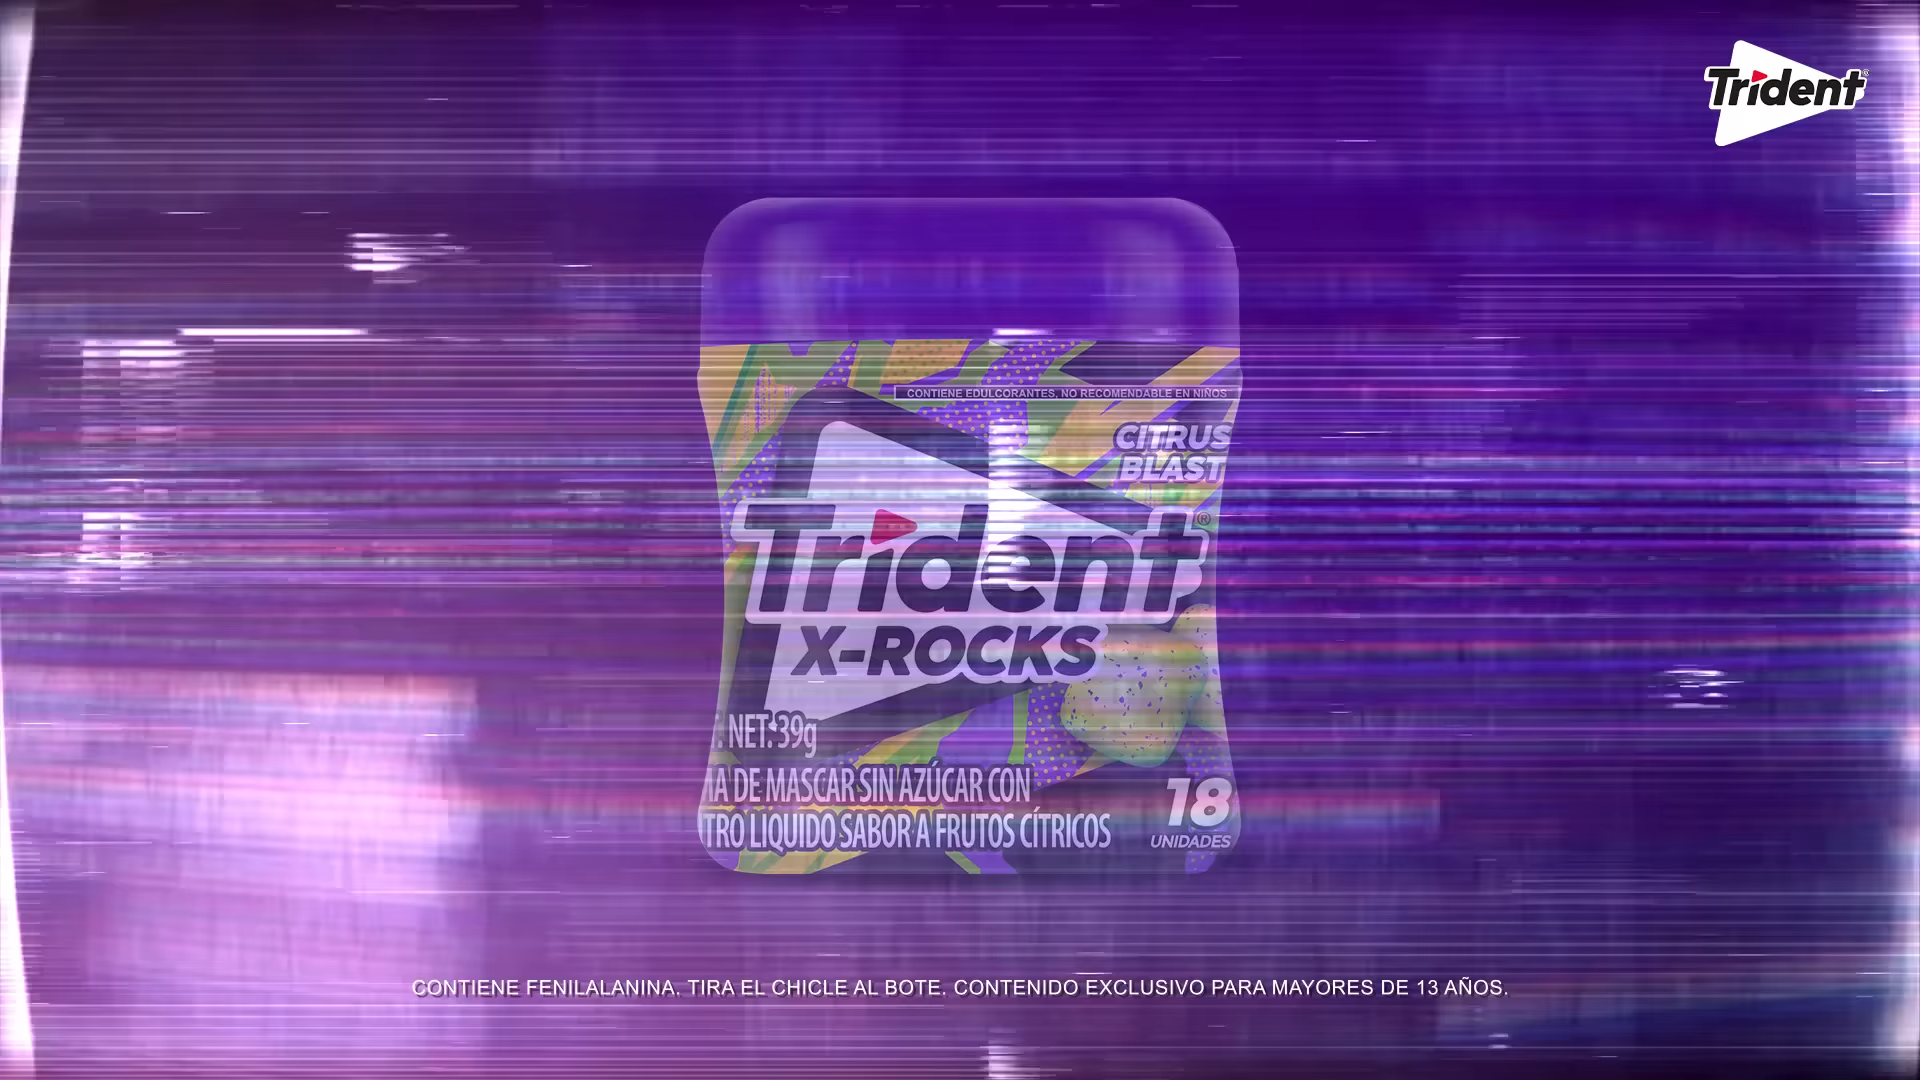 Trident
CONTIENE EDULCORANTES, NO RECOMENDABLE EN NIÑOS
CITRUS
BLAST
Trident®
X-ROCKS
. NET. 39g
A DE MASCAR SIN AZÚCAR CON
TRO LIQUIDO SABOR A FRUTOS CÍTRICOS
18
UNIDADES
CONTIENE FENILALANINA. TIRA EL CHICLE AL BOTE. CONTENIDO EXCLUSIVO PARA MAYORES DE 13 AÑOS.